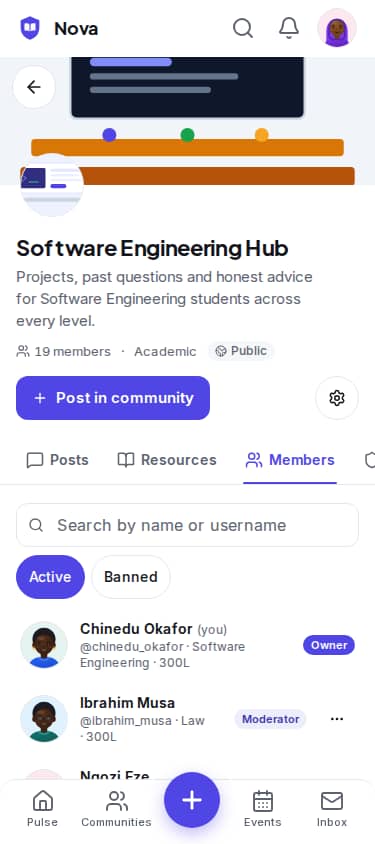 Nova
Software Engineering Hub
Projects, past questions and honest advice
for Software Engineering students across
every level.
19 members · Academic Public
Post in community
Posts Resources Members
Search by name or username
Active Banned
Chinedu Okafor (you)
@chinedu_okafor · Software
Engineering · 300L
Owner
Ibrahim Musa
@ibrahim_musa · Law
· 300L
Moderator
Ngozi Eze
Pulse Communities Events Inbox